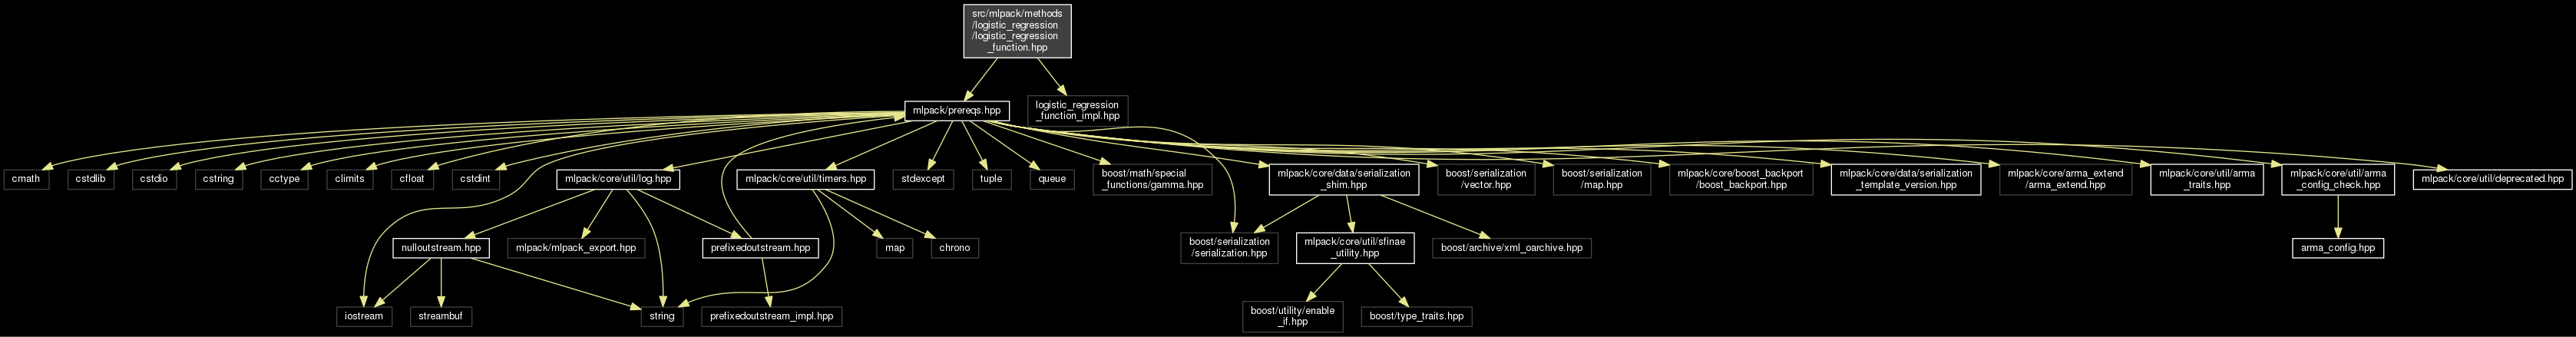 src/mlpack/methods
/logistic_regression
/logistic_regression
_function.hpp
mlpack/prereqs.hpp
logistic_regression
_function_impl.hpp
cmath
cstdlib
cstdio
cstring
cctype
climits
cfloat
cstdint
mlpack/core/util/log.hpp
mlpack/core/util/timers.hpp
stdexcept
tuple
queue
boost/math/special
_functions/gamma.hpp
mlpack/core/data/serialization
_shim.hpp
boost/serialization
/vector.hpp
boost/serialization
/map.hpp
mlpack/core/boost_backport
/boost_backport.hpp
mlpack/core/data/serialization
_template_version.hpp
mlpack/core/arma_extend
/arma_extend.hpp
mlpack/core/util/arma
_traits.hpp
mlpack/core/util/arma
_config_check.hpp
mlpack/core/util/deprecated.hpp
nulloutstream.hpp
mlpack/mlpack_export.hpp
prefixedoutstream.hpp
map
chrono
boost/serialization
/serialization.hpp
mlpack/core/util/sfinae
_utility.hpp
boost/archive/xml_oarchive.hpp
arma_config.hpp
iostream
streambuf
string
prefixedoutstream_impl.hpp
boost/utility/enable
_if.hpp
boost/type_traits.hpp